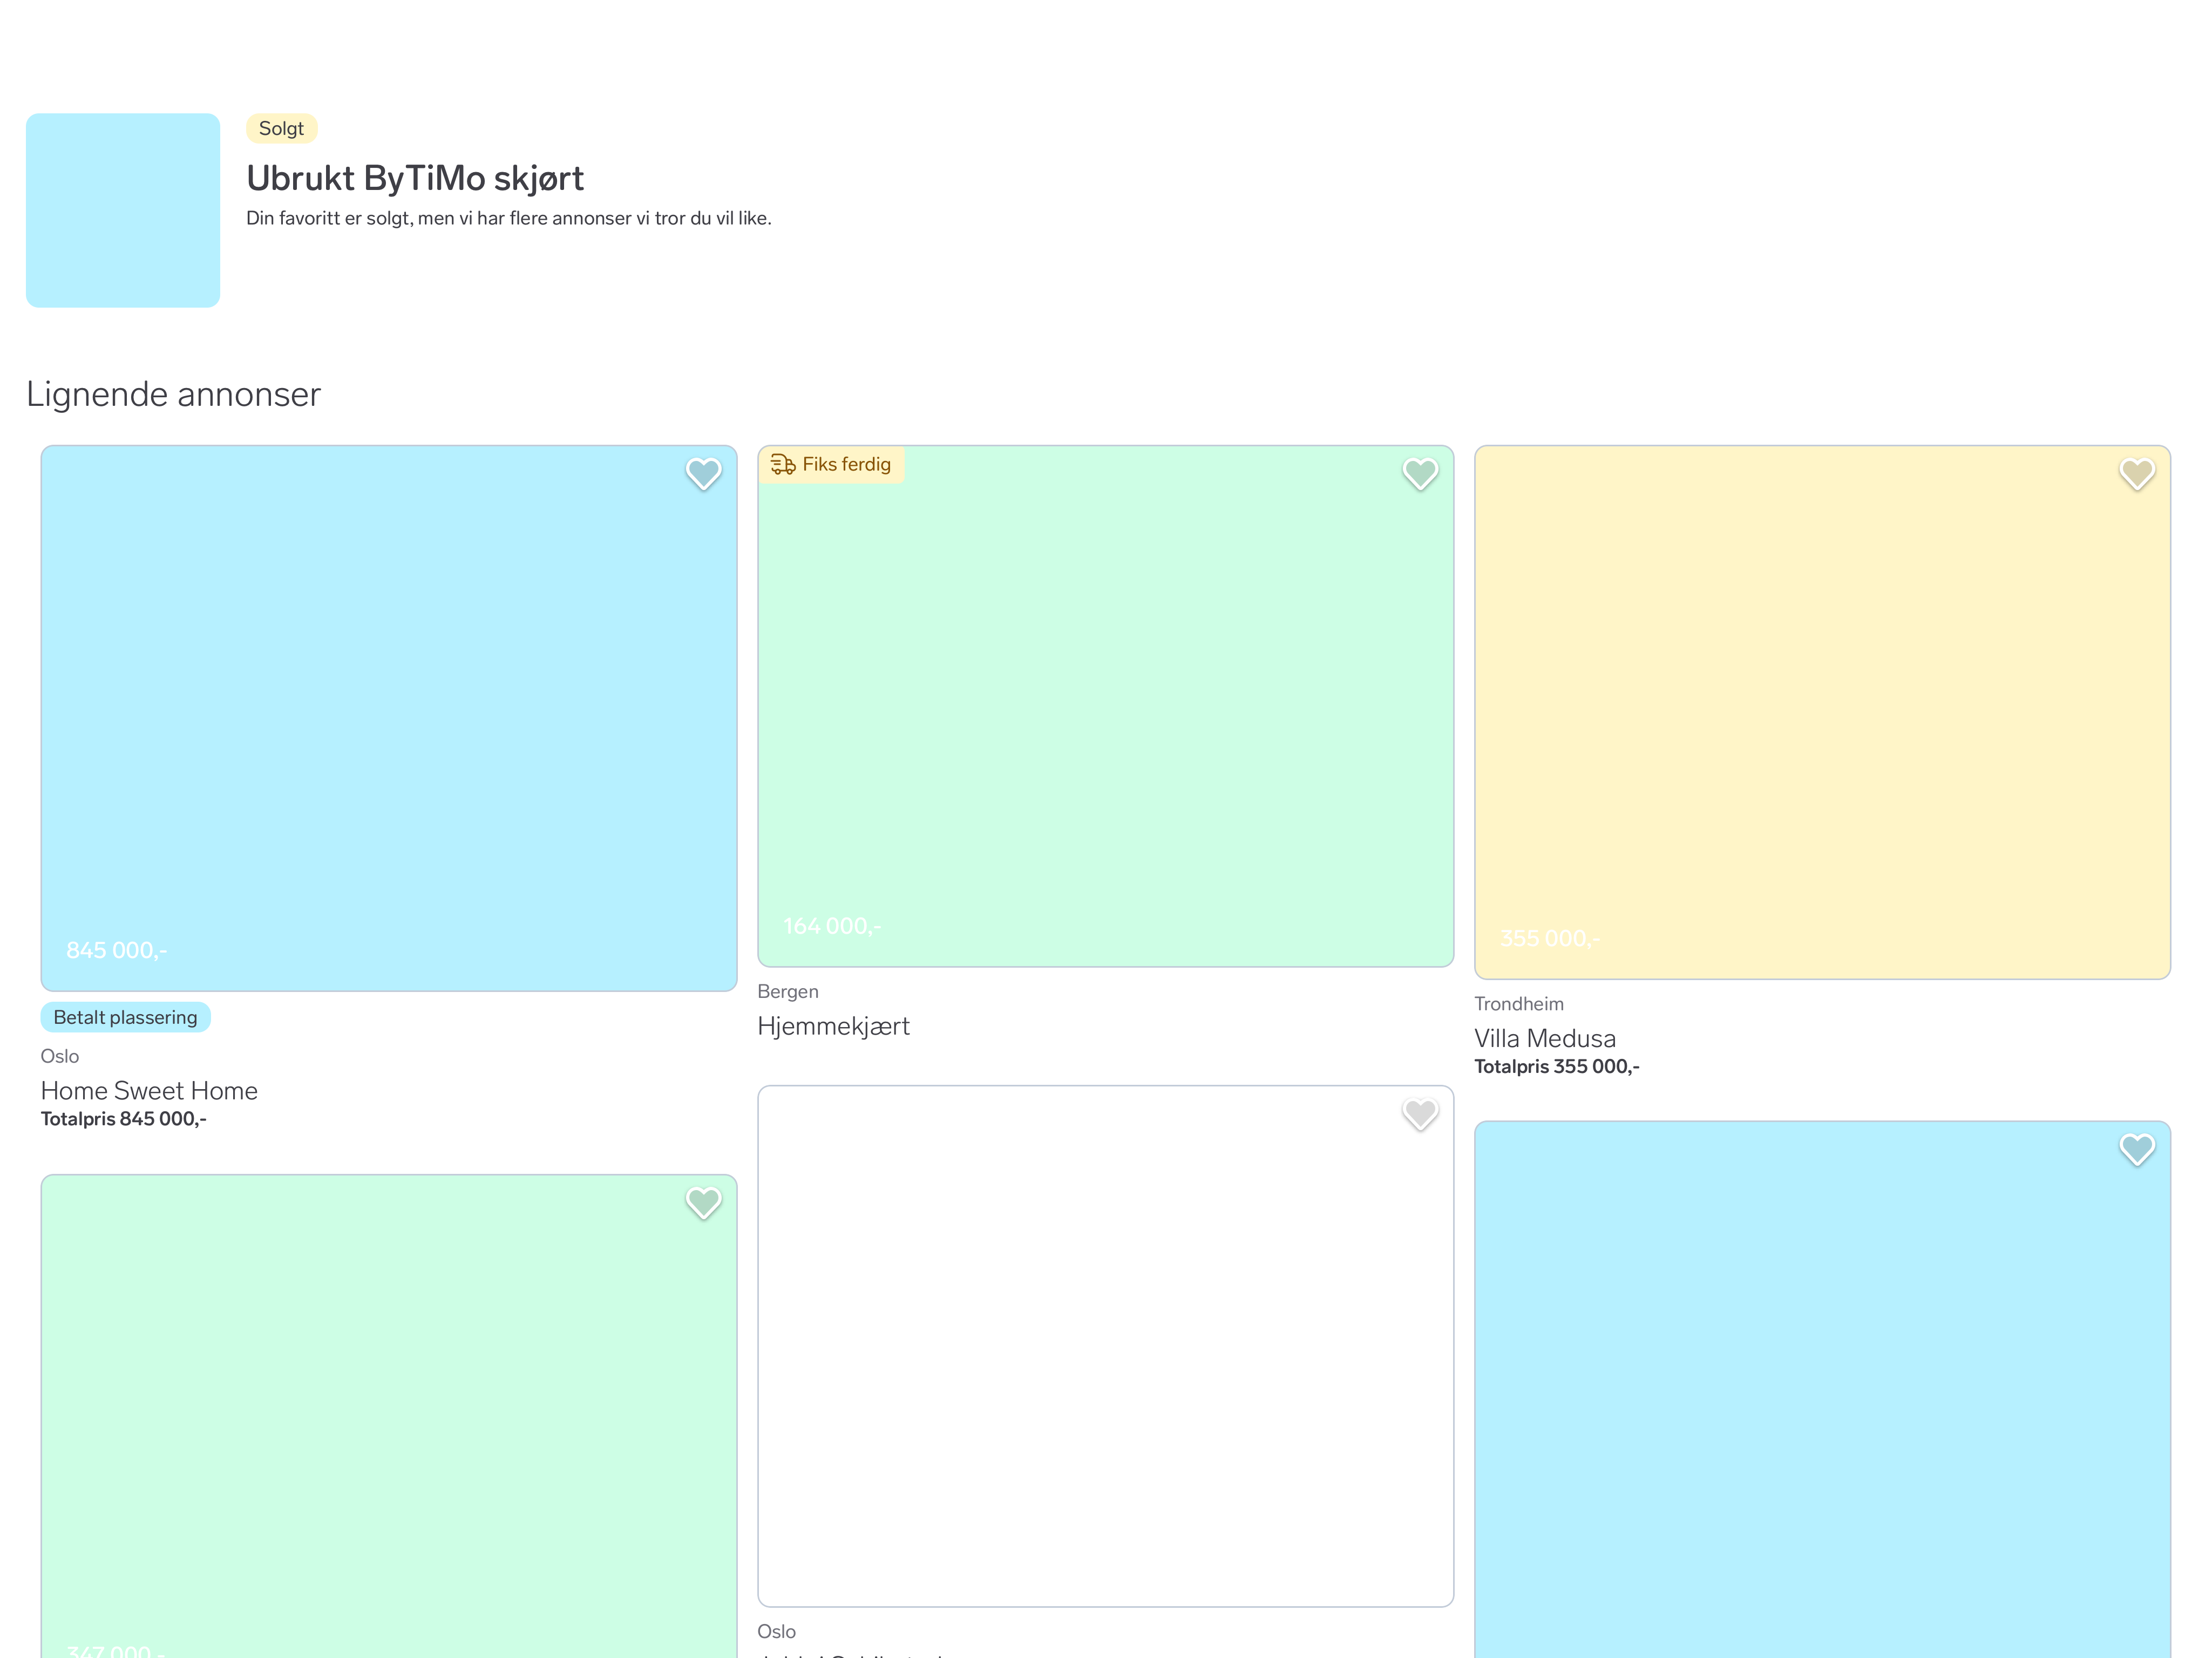 Solgt
Ubrukt ByTiMo skjørt
Din favoritt er solgt, men vi har flere annonser vi tror du vil like.
Lignende annonser
845 000,-
Betalt plassering
Oslo
Home Sweet Home
Totalpris 845 000,-
Fiks ferdig
164 000,-
Bergen
Hjemmekjært
355 000,-
Trondheim
Villa Medusa
Totalpris 355 000,-
347 000,-
Oslo